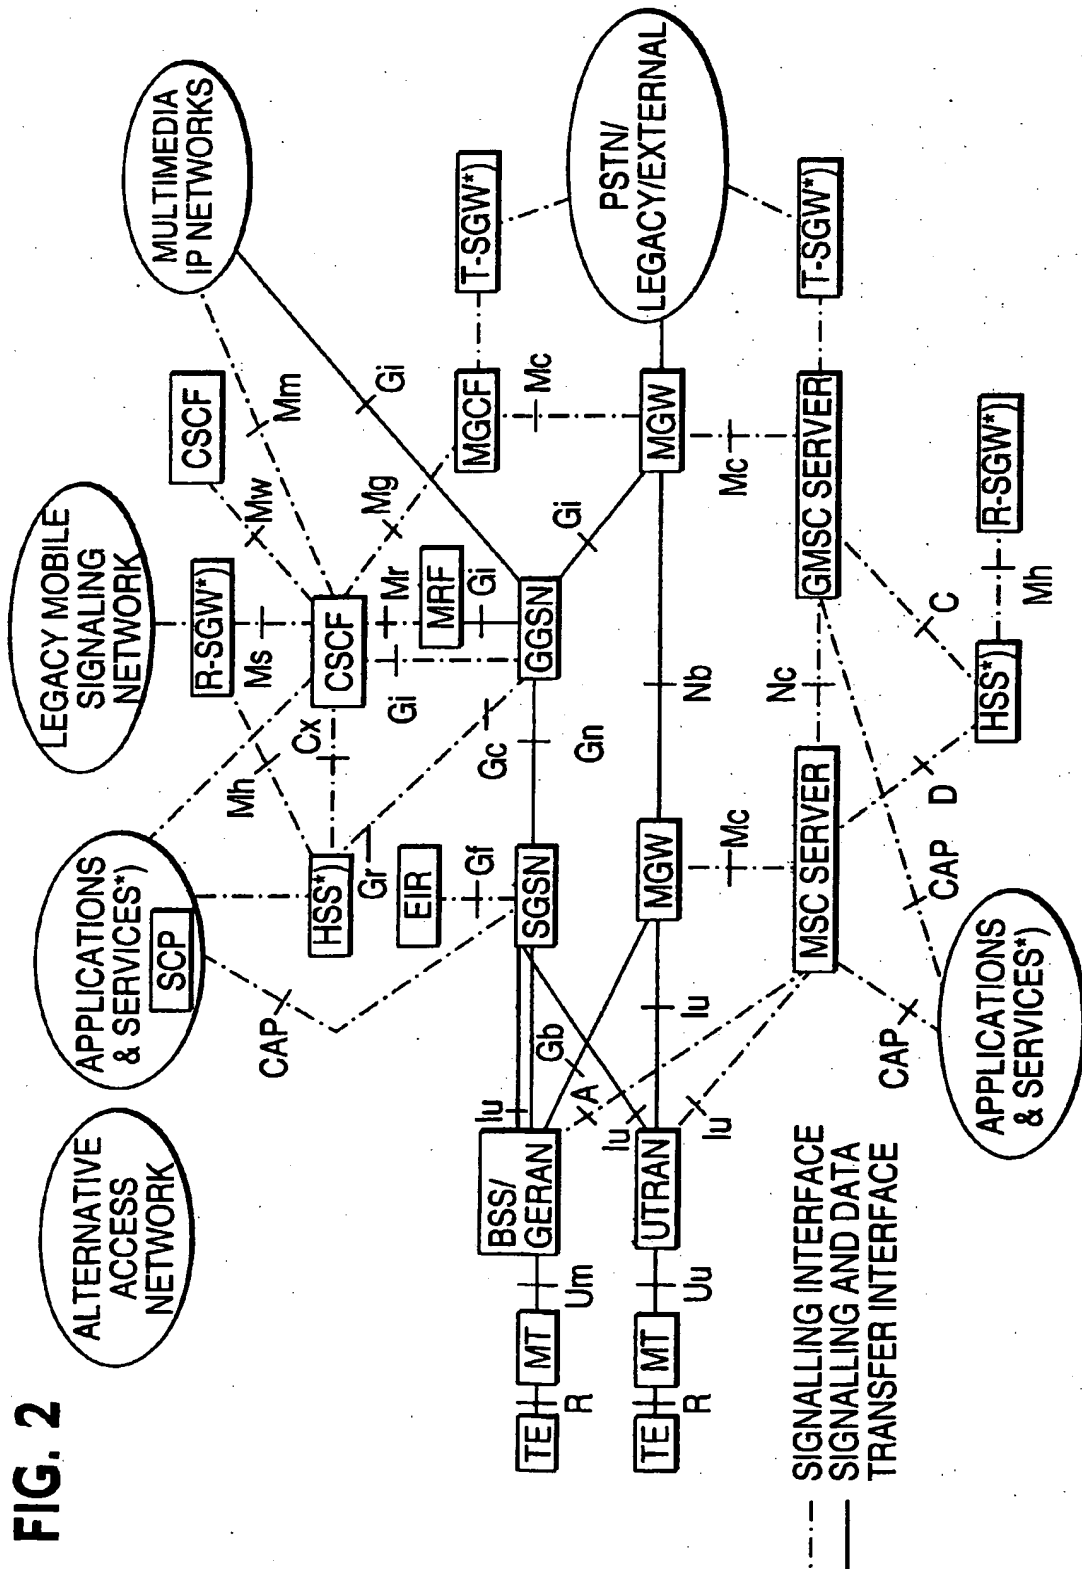 FIG. 2
ALTERNATIVE
ACCESS
NETWORK
APPLICATIONS
& SERVICES*)
SCP
LEGACY MOBILE
SIGNALING
NETWORK
MULTIMEDIA
IP NETWORKS
CAP
Mh
R-SGW*)
Ms
CSCF
Mw
Mm
HSS*)
Cx
CSCF
Gi
Mr
Mg
Gi
Gr
EIR
Gf
Gc
MRF
Gi
MGCF
T-SGW*)
Mc
TE
R
MT
Um
BSS/
GERAN
Iu
SGSN
Gn
GGSN
Gi
PSTN/
LEGACY/EXTERNAL
Gb
A
Iu
TE
R
MT
Uu
UTRAN
Iu
MGW
Nb
MGW
Iu
Mc
Mc
MSC SERVER
Nc
GMSC SERVER
T-SGW*)
CAP
CAP
D
C
HSS*)
Mh
R-SGW*)
APPLICATIONS
& SERVICES*)
SIGNALLING INTERFACE
SIGNALLING AND DATA
TRANSFER INTERFACE